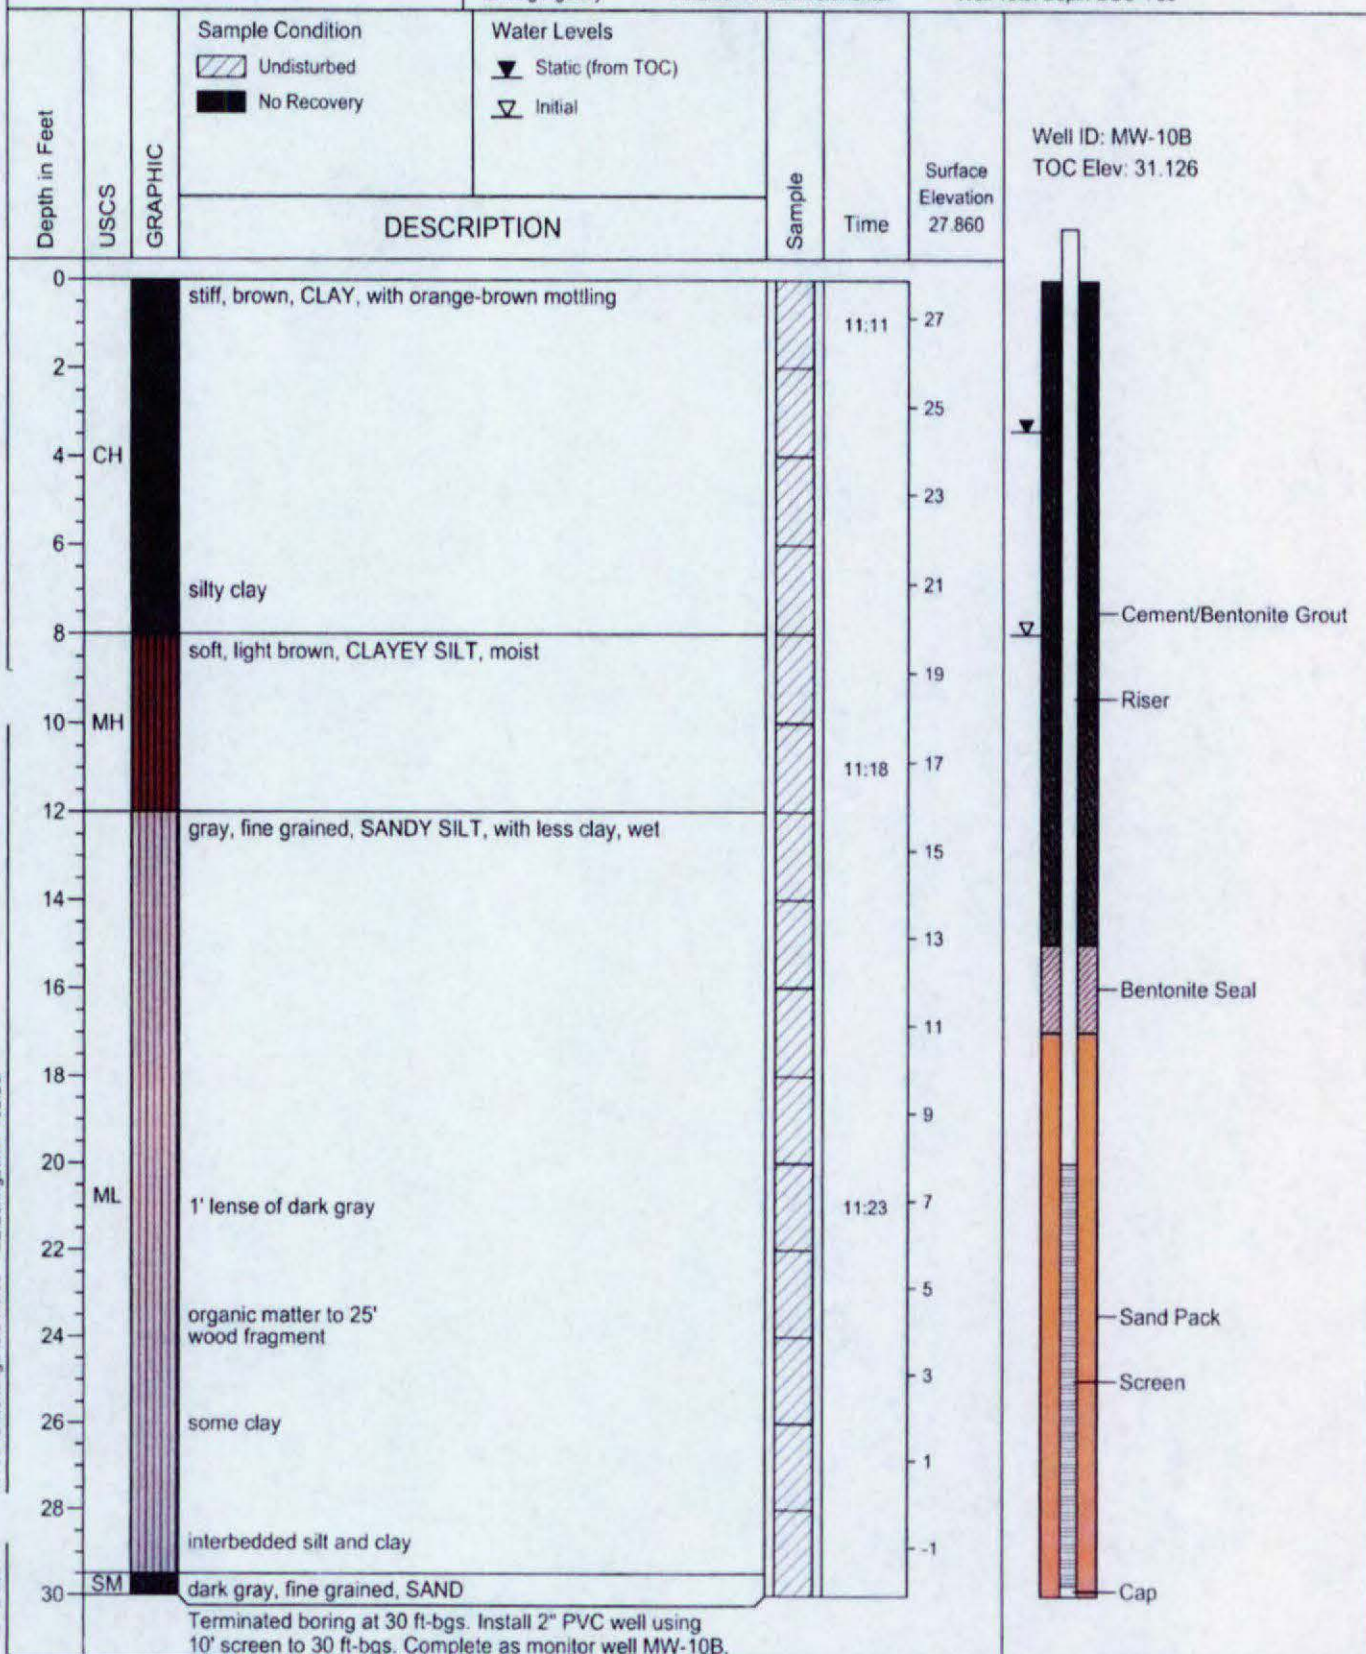 Sample Condition
Undisturbed
No Recovery
Water Levels
Static (from TOC)
Initial
Depth in Feet
USCS
GRAPHIC
DESCRIPTION
Sample
Time
Surface
Elevation
27.860
Well ID: MW-10B
TOC Elev: 31.126
0
2
4
6
8
10
12
14
16
18
20
22
24
26
28
30
CH
MH
ML
SM
stiff, brown, CLAY, with orange-brown mottling
silty clay
soft, light brown, CLAYEY SILT, moist
gray, fine grained, SANDY SILT, with less clay, wet
1' lense of dark gray
organic matter to 25'
wood fragment
some clay
interbedded silt and clay
dark gray, fine grained, SAND
Terminated boring at 30 ft-bgs. Install 2" PVC well using
10' screen to 30 ft-bgs. Complete as monitor well MW-10B.
11:11
11:18
11:23
27
25
23
21
19
17
15
13
11
9
7
5
3
1
-1
Cement/Bentonite Grout
Riser
Bentonite Seal
Sand Pack
Screen
Cap